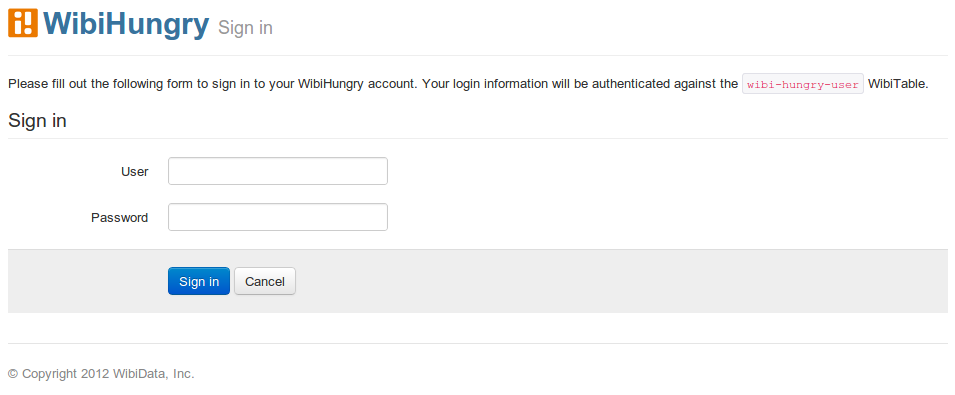 WibiHungry Sign in
Please fill out the following form to sign in to your WibiHungry account. Your login information will be authenticated against the wibi-hungry-user WibiTable.
Sign in
User
Password
Sign in Cancel
© Copyright 2012 WibiData, Inc.